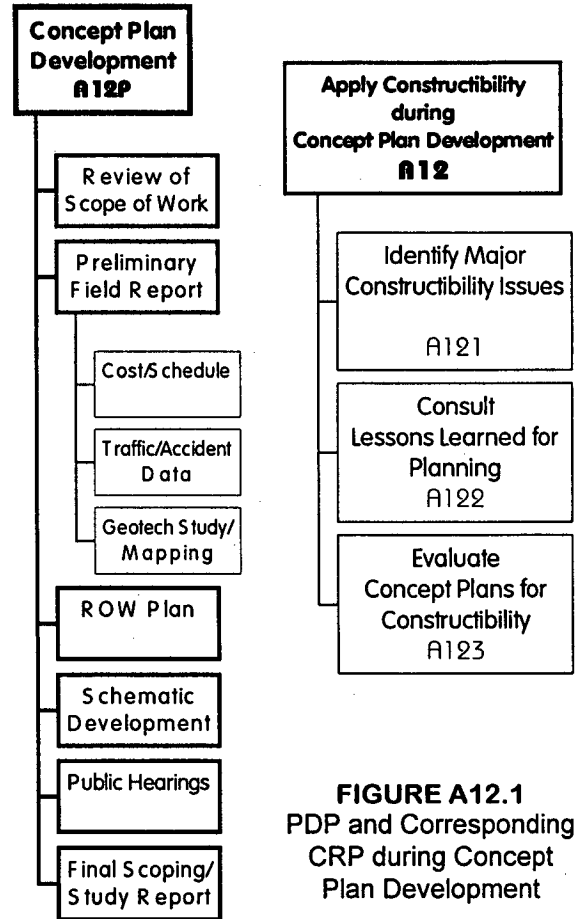 Concept Plan
Development
A12P
Review of
Scope of Work
Preliminary
Field Report
Cost/Schedule
Traffic/Accident
Data
Geotech Study/
Mapping
ROW Plan
Schematic
Development
Public Hearings
Final Scoping/
Study Report
Apply Constructibility
during
Concept Plan Development
A12
Identify Major
Constructibility Issues
A121
Consult
Lessons Learned for
Planning
A122
Evaluate
Concept Plans for
Constructibility
A123
FIGURE A12.1
PDP and Corresponding
CRP during Concept
Plan Development